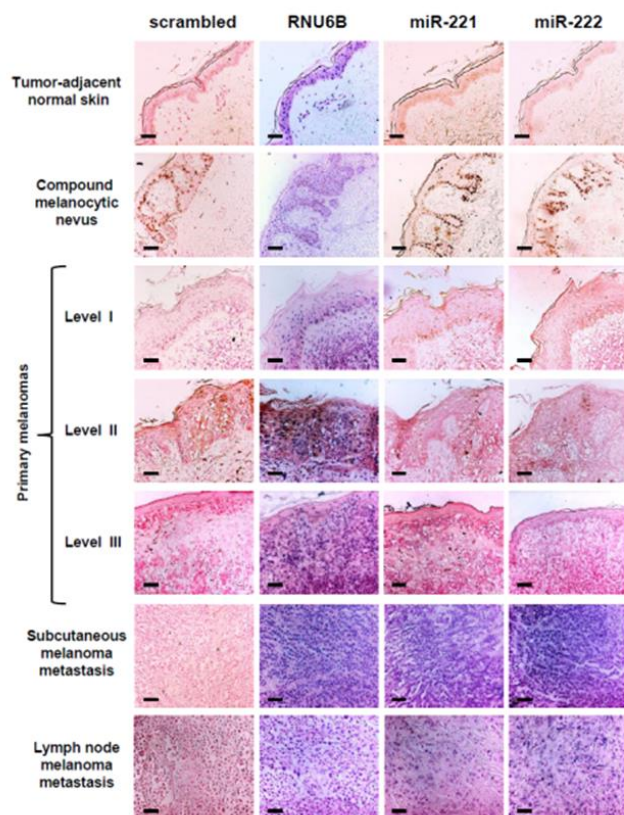 scrambled RNU6B miR-221 miR-222
Tumor-adjacent
normal skin
Compound
melanocytic
nevus
Primary melanomas
Level I
Level II
Level III
Subcutaneous
melanoma
metastasis
Lymph node
melanoma
metastasis